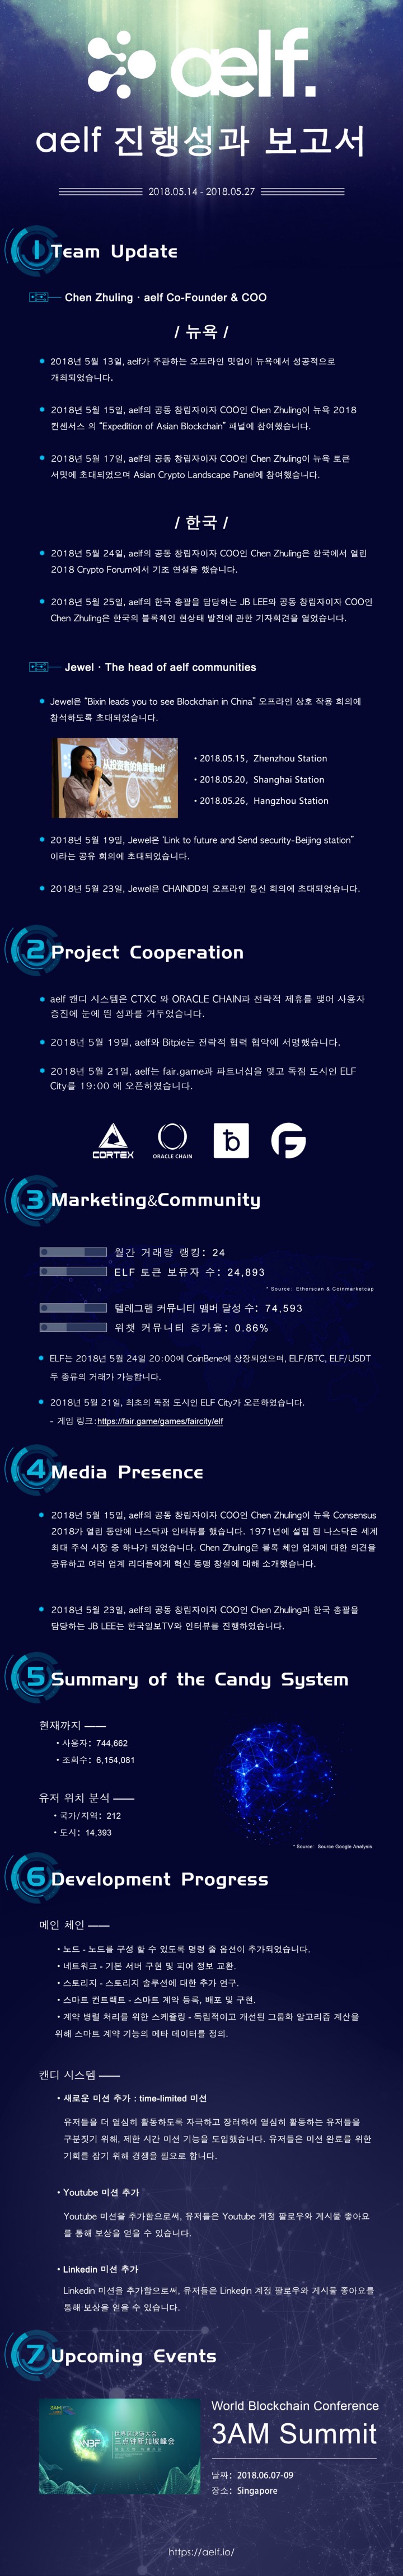 aelf.
aelf 진행성과 보고서
2018.05.14 - 2018.05.27
1 Team Update
Chen Zhuling · aelf Co-Founder & COO
/ 뉴욕 /
2018년 5월 13일, aelf가 주관하는 오프라인 밋업이 뉴욕에서 성공적으로
개최되었습니다.
2018년 5월 15일, aelf의 공동 창립자이자 COO인 Chen Zhuling이 뉴욕 2018
컨센서스 의 “Expedition of Asian Blockchain” 패널에 참여했습니다.
2018년 5월 17일, aelf의 공동 창립자이자 COO인 Chen Zhuling이 뉴욕 토큰
서밋에 초대되었으며 Asian Crypto Landscape Panel에 참여했습니다.
/ 한국 /
2018년 5월 24일, aelf의 공동 창립자이자 COO인 Chen Zhuling은 한국에서 열린
2018 Crypto Forum에서 기조 연설을 했습니다.
2018년 5월 25일, aelf의 한국 총괄을 담당하는 JB LEE와 공동 창립자이자 COO인
Chen Zhuling은 한국의 블록체인 현상태 발전에 관한 기자회견을 열었습니다.
Jewel · The head of aelf communities
Jewel은 “Bixin leads you to see Blockchain in China” 오프라인 상호 작용 회의에
참석하도록 초대되었습니다.
• 2018.05.15, Zhenzhou Station
• 2018.05.20, Shanghai Station
• 2018.05.26, Hangzhou Station
2018년 5월 19일, Jewel은 ‘Link to future and Send security-Beijing station”
이라는 공유 회의에 초대되었습니다.
2018년 5월 23일, Jewel은 CHAINDD의 오프라인 통신 회의에 초대되었습니다.
2 Project Cooperation
aelf 캔디 시스템은 CTXC 와 ORACLE CHAIN과 전략적 제휴를 맺어 사용자
증진에 눈에 띈 성과를 거두었습니다.
2018년 5월 19일, aelf와 Bitpie는 전략적 협력 협약에 서명했습니다.
2018년 5월 21일, aelf는 fair.game과 파트너십을 맺고 독점 도시인 ELF
City를 19:00 에 오픈하였습니다.
CORTEX
ORACLE CHAIN
3 Marketing&Community
월간 거래량 랭킹: 24
ELF 토큰 보유자 수: 24,893
* Source: Etherscan & Coinmarketcap
텔레그램 커뮤니티 맴버 달성 수: 74,593
위챗 커뮤니티 증가율: 0.86%
ELF는 2018년 5월 24일 20:00에 CoinBene에 상장되었으며, ELF/BTC, ELF/USDT
두 종류의 거래가 가능합니다.
2018년 5월 21일, 최초의 독점 도시인 ELF City가 오픈하였습니다.
- 게임 링크:https://fair.game/games/faircity/elf
4 Media Presence
2018년 5월 15일, aelf의 공동 창립자이자 COO인 Chen Zhuling이 뉴욕 Consensus
2018가 열린 동안에 나스닥과 인터뷰를 했습니다. 1971년에 설립 된 나스닥은 세계
최대 주식 시장 중 하나가 되었습니다. Chen Zhuling은 블록 체인 업계에 대한 의견을
공유하고 여러 업계 리더들에게 혁신 동맹 창설에 대해 소개했습니다.
2018년 5월 23일, aelf의 공동 창립자이자 COO인 Chen Zhuling과 한국 총괄을
담당하는 JB LEE는 한국일보TV와 인터뷰를 진행하였습니다.
5 Summary of the Candy System
현재까지 ——
• 사용자: 744,662
• 조회수: 6,154,081
유저 위치 분석 ——
• 국가/지역: 212
• 도시: 14,393
* Source: Source Google Analysis
6 Development Progress
메인 체인 ——
• 노드 - 노드를 구성 할 수 있도록 명령 줄 옵션이 추가되었습니다.
• 네트워크 - 기본 서버 구현 및 피어 정보 교환.
• 스토리지 - 스토리지 솔루션에 대한 추가 연구.
• 스마트 컨트랙트 - 스마트 계약 등록, 배포 및 구현.
• 계약 병렬 처리를 위한 스케쥴링 - 독립적이고 개선된 그룹화 알고리즘 계산을
위해 스마트 계약 기능의 메타 데이터를 정의.
캔디 시스템 ——
• 새로운 미션 추가 : time-limited 미션
유저들을 더 열심히 활동하도록 자극하고 장려하여 열심히 활동하는 유저들을
구분짓기 위해, 제한 시간 미션 기능을 도입했습니다. 유저들은 미션 완료를 위한
기회를 잡기 위해 경쟁을 필요로 합니다.
• Youtube 미션 추가
Youtube 미션을 추가함으로써, 유저들은 Youtube 계정 팔로우와 게시물 좋아요
를 통해 보상을 얻을 수 있습니다.
• Linkedin 미션 추가
Linkedin 미션을 추가함으로써, 유저들은 Linkedin 계정 팔로우와 게시물 좋아요를
통해 보상을 얻을 수 있습니다.
7 Upcoming Events
世界区块链大会
三点钟新加坡峰会
World Blockchain Conference
3AM Summit
날짜: 2018.06.07-09
장소: Singapore
https://aelf.io/